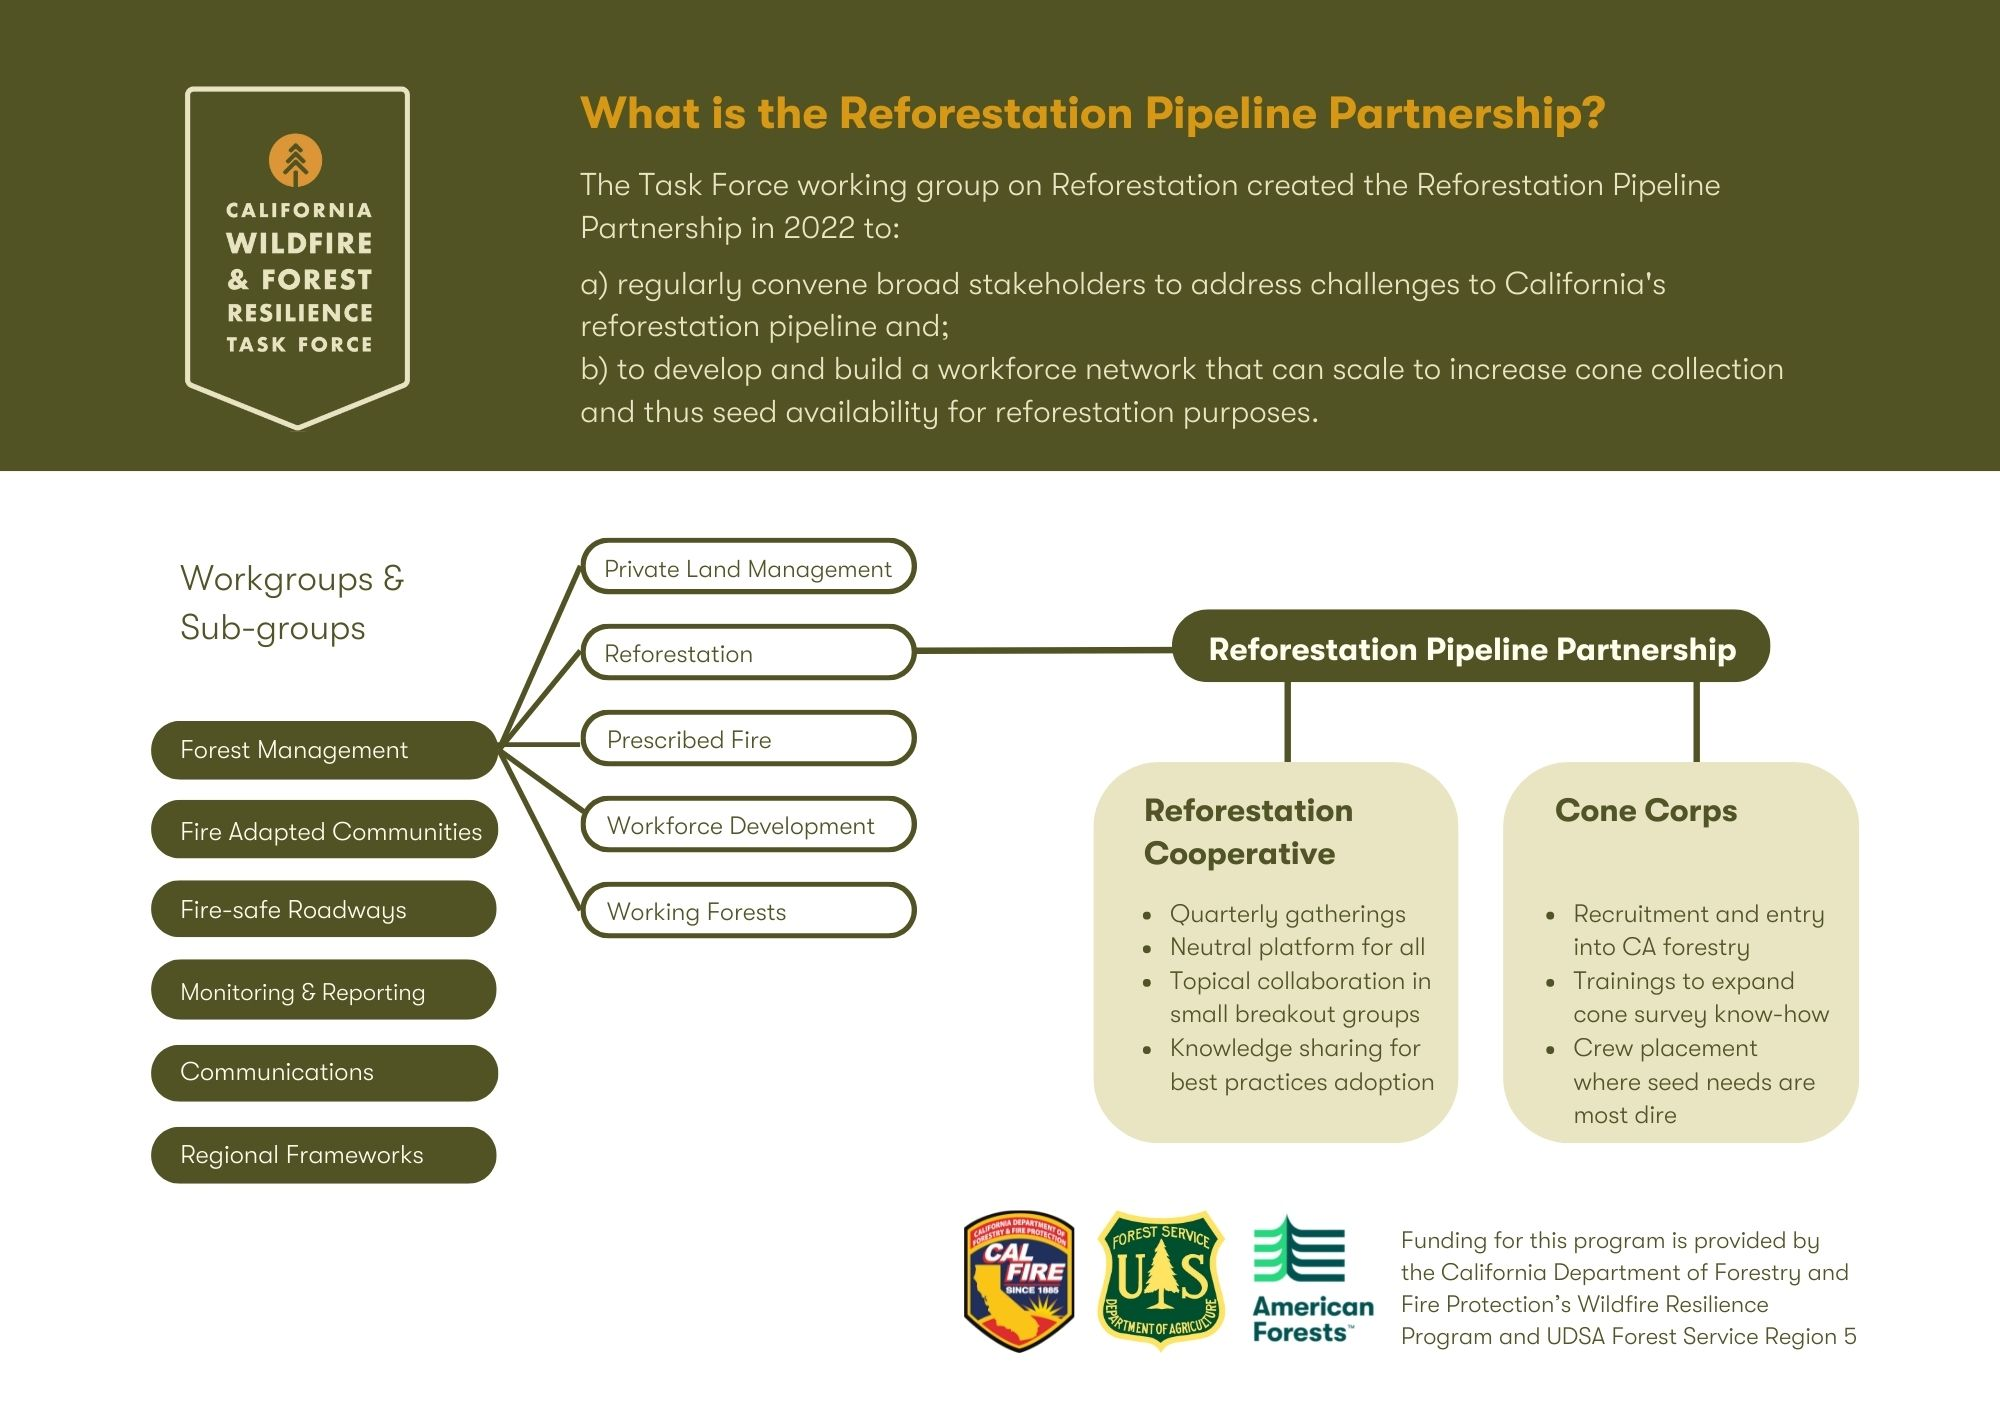 CALIFORNIA
WILDFIRE
& FOREST
RESILIENCE
TASK FORCE
What is the Reforestation Pipeline Partnership?
The Task Force working group on Reforestation created the Reforestation Pipeline
Partnership in 2022 to:
a) regularly convene broad stakeholders to address challenges to California's
reforestation pipeline and;
b) to develop and build a workforce network that can scale to increase cone collection
and thus seed availability for reforestation purposes.
Workgroups &
Sub-groups
Forest Management
Fire Adapted Communities
Fire-safe Roadways
Monitoring & Reporting
Communications
Regional Frameworks
Private Land Management
Reforestation
Prescribed Fire
Workforce Development
Working Forests
Reforestation Pipeline Partnership
Reforestation
Cooperative
• Quarterly gatherings
• Neutral platform for all
• Topical collaboration in
small breakout groups
• Knowledge sharing for
best practices adoption
Cone Corps
• Recruitment and entry
into CA forestry
• Trainings to expand
cone survey know-how
• Crew placement
where seed needs are
most dire
CALIFORNIA DEPARTMENT OF
FORESTRY & FIRE PROTECTION
CAL
FIRE
SINCE 1885
FOREST SERVICE
U S
DEPARTMENT OF AGRICULTURE
American
Forests™
Funding for this program is provided by
the California Department of Forestry and
Fire Protection’s Wildfire Resilience
Program and UDSA Forest Service Region 5